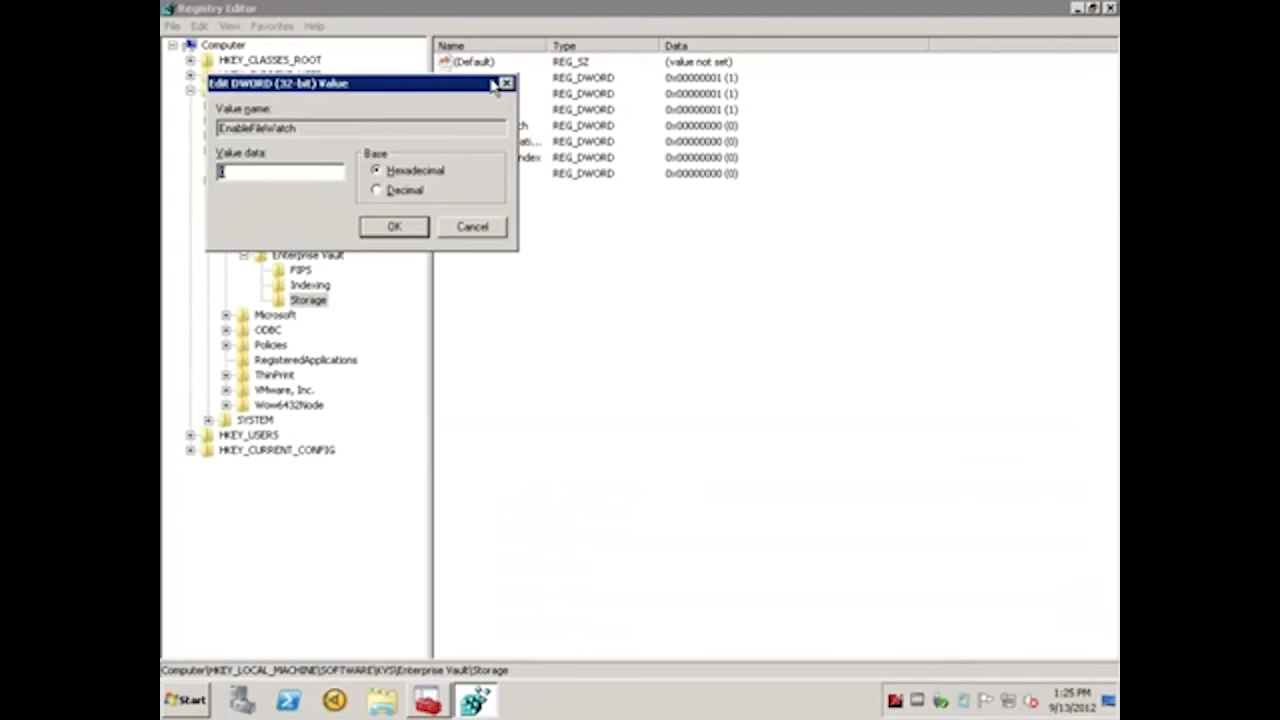 Registry Editor
File Edit View Favorites Help
Computer
HKEY_CLASSES_ROOT
Name Type Data
(Default) REG_SZ (value not set)
REG_DWORD 0x00000001 (1)
REG_DWORD 0x00000001 (1)
REG_DWORD 0x00000001 (1)
ch REG_DWORD 0x00000000 (0)
ati... REG_DWORD 0x00000000 (0)
ndex REG_DWORD 0x00000000 (0)
REG_DWORD 0x00000000 (0)
Edit DWORD (32-bit) Value
Value name:
EnableFileWatch
Value data:
Base
Hexadecimal
Decimal
OK Cancel
Enterprise Vault
FIPS
Indexing
Storage
Microsoft
ODBC
Policies
RegisteredApplications
ThinPrint
VMware, Inc.
Wow6432Node
SYSTEM
HKEY_USERS
HKEY_CURRENT_CONFIG
Computer\HKEY_LOCAL_MACHINE\SOFTWARE\KVS\Enterprise Vault\Storage
Start
1:25 PM
9/13/2012